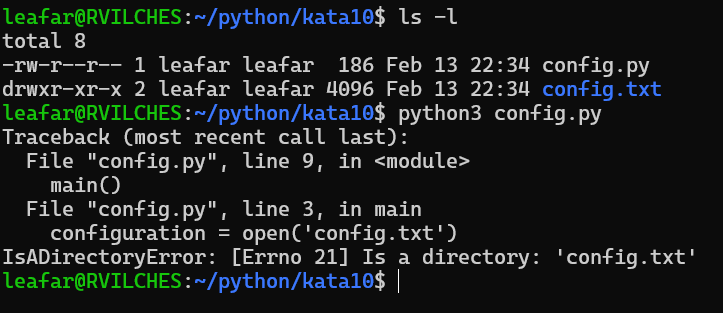 leafar@RVILCHES:~/python/kata10$ ls -l
total 8
-rw-r--r-- 1 leafar leafar  186 Feb 13 22:34 config.py
drwxr-xr-x 2 leafar leafar 4096 Feb 13 22:34 config.txt
leafar@RVILCHES:~/python/kata10$ python3 config.py
Traceback (most recent call last):
  File "config.py", line 9, in <module>
    main()
  File "config.py", line 3, in main
    configuration = open('config.txt')
IsADirectoryError: [Errno 21] Is a directory: 'config.txt'
leafar@RVILCHES:~/python/kata10$